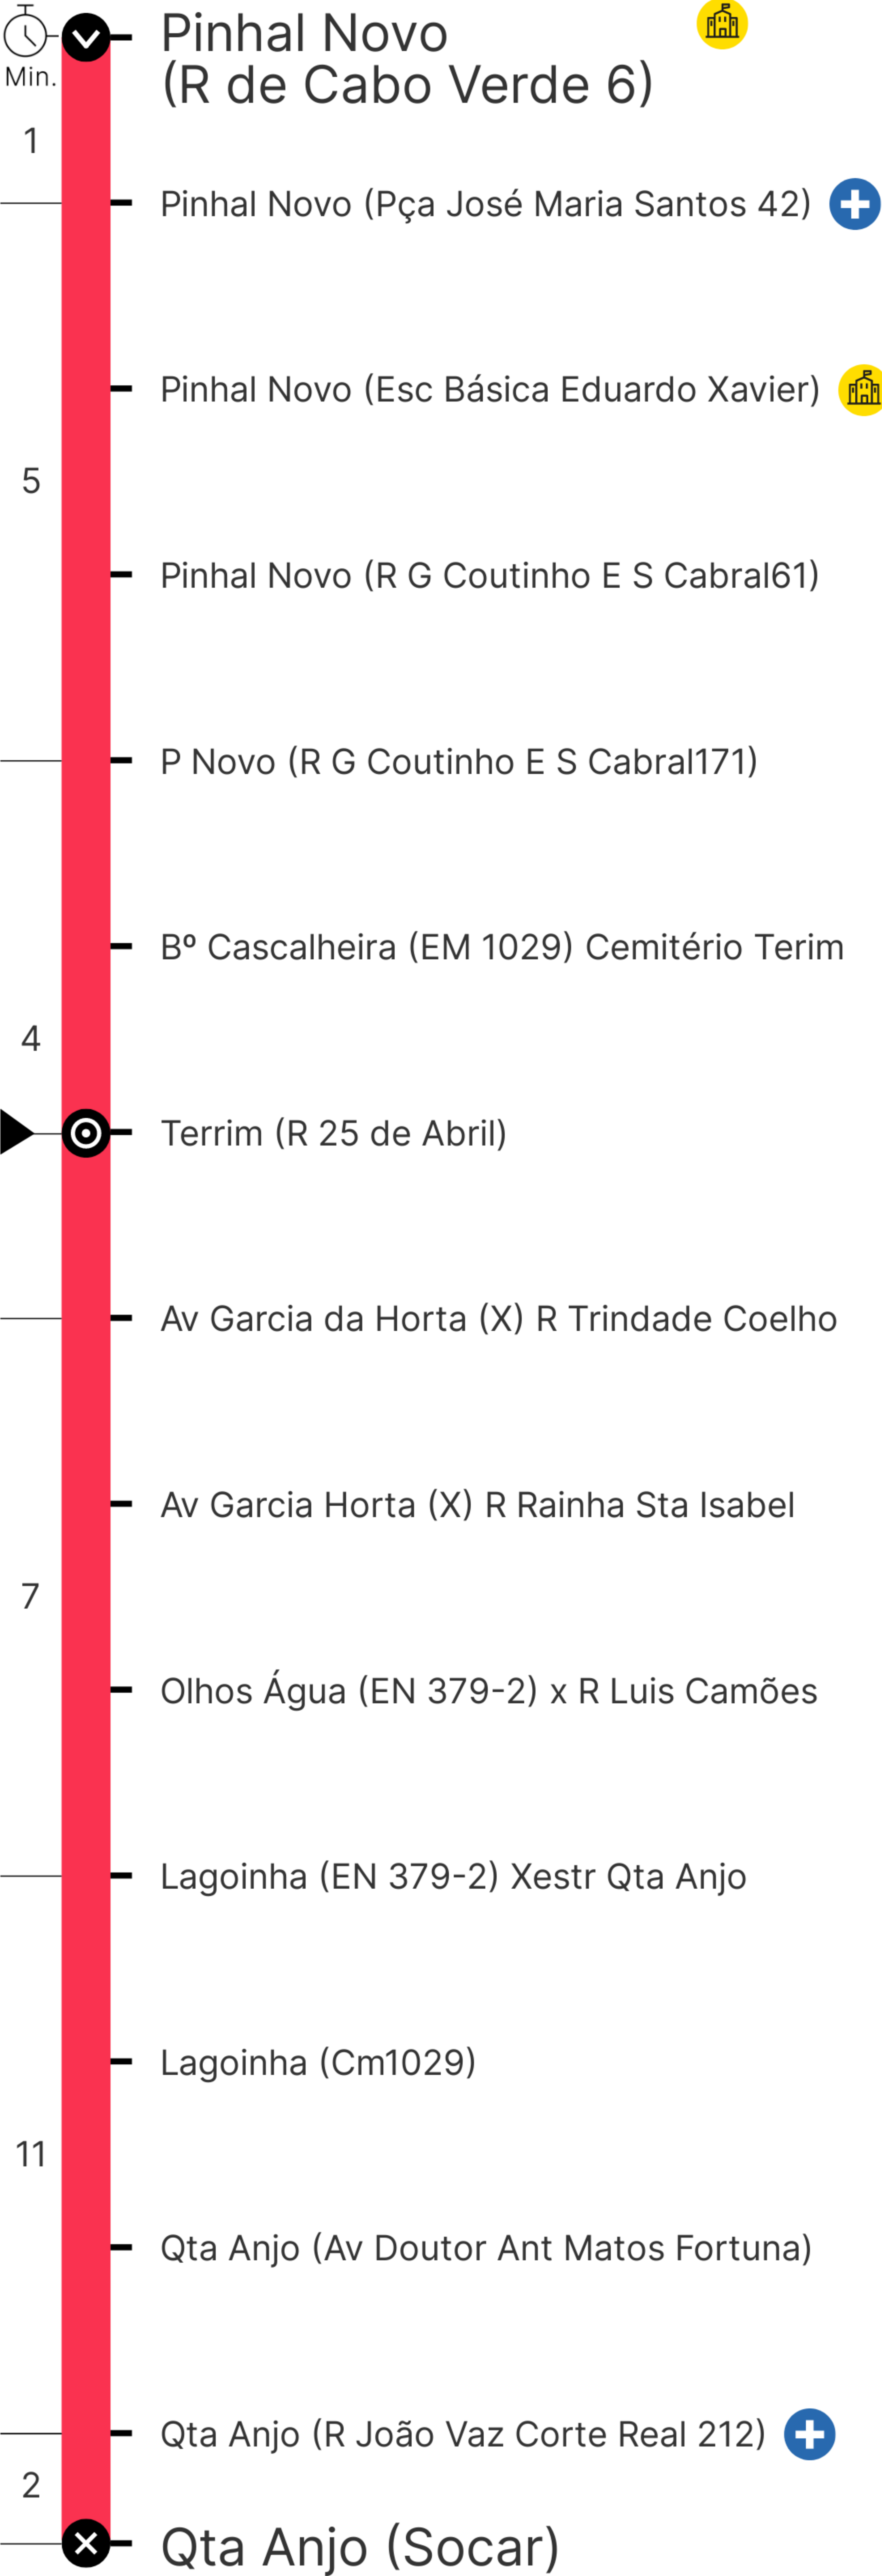 Pinhal Novo
(R de Cabo Verde 6)
Min.
1
Pinhal Novo (Pça José Maria Santos 42)
Pinhal Novo (Esc Básica Eduardo Xavier)
5
Pinhal Novo (R G Coutinho E S Cabral61)
P Novo (R G Coutinho E S Cabral171)
Bº Cascalheira (EM 1029) Cemitério Terim
4
Terrim (R 25 de Abril)
Av Garcia da Horta (X) R Trindade Coelho
Av Garcia Horta (X) R Rainha Sta Isabel
7
Olhos Água (EN 379-2) x R Luis Camões
Lagoinha (EN 379-2) Xestr Qta Anjo
Lagoinha (Cm1029)
11
Qta Anjo (Av Doutor Ant Matos Fortuna)
Qta Anjo (R João Vaz Corte Real 212)
2
Qta Anjo (Socar)